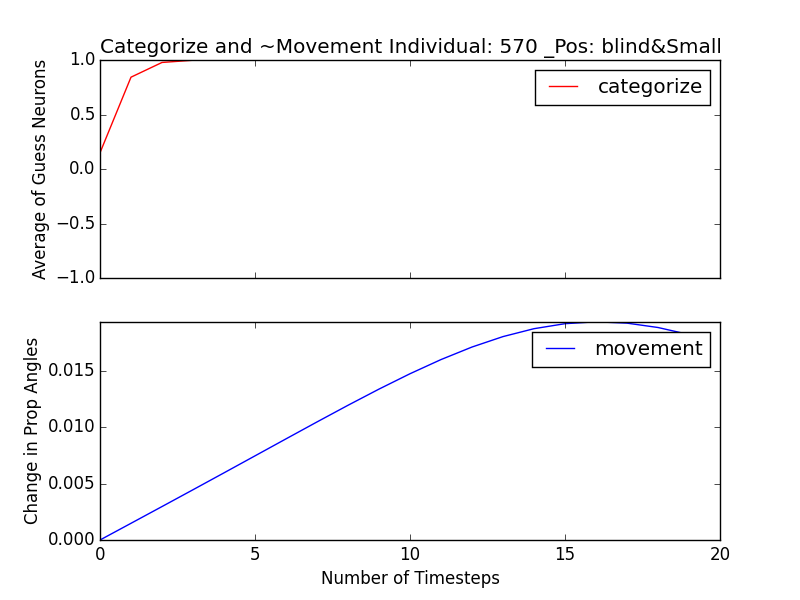 Categorize and ~Movement Individual: 570 _Pos: blind&Small
1.0
0.5
0.0
−0.5
−1.0
Average of Guess Neurons
categorize
0.015
0.010
0.005
0.000
Change in Prop Angles
movement
0 5 10 15 20
Number of Timesteps